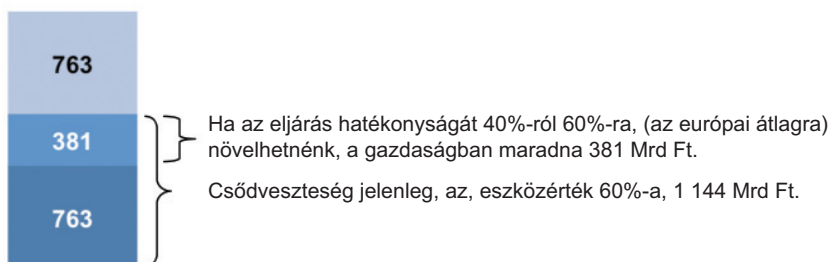 763
381
763
Ha az eljárás hatékonyságát 40%-ról 60%-ra, (az európai átlagra)
növelhetnénk, a gazdaságban maradna 381 Mrd Ft.
Csődveszteség jelenleg, az, eszközérték 60%-a, 1 144 Mrd Ft.